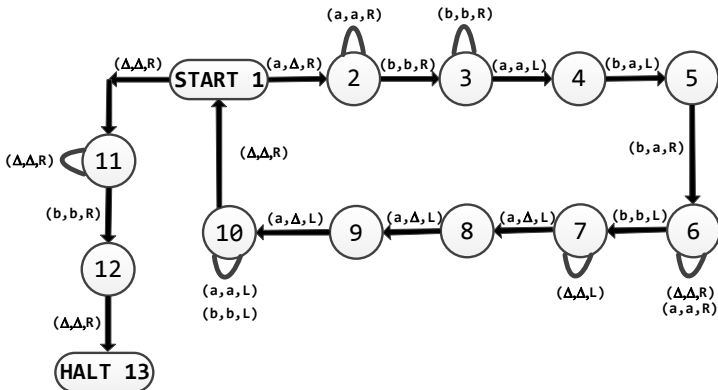 (a,a,R) (b,b,R)
(Δ,Δ,R) START 1 (a,Δ,R) 2 (b,b,R) 3 (a,a,L) 4 (b,a,L) 5
(b,a,R)
(Δ,Δ,R) 11 (Δ,Δ,R)
(b,b,R)
10 (a,Δ,L) 9 (a,Δ,L) 8 (a,Δ,L) 7 (b,b,L) 6
12 (a,a,L) (Δ,Δ,L) (Δ,Δ,R)
(b,b,L) (a,a,R)
(Δ,Δ,R)
HALT 13